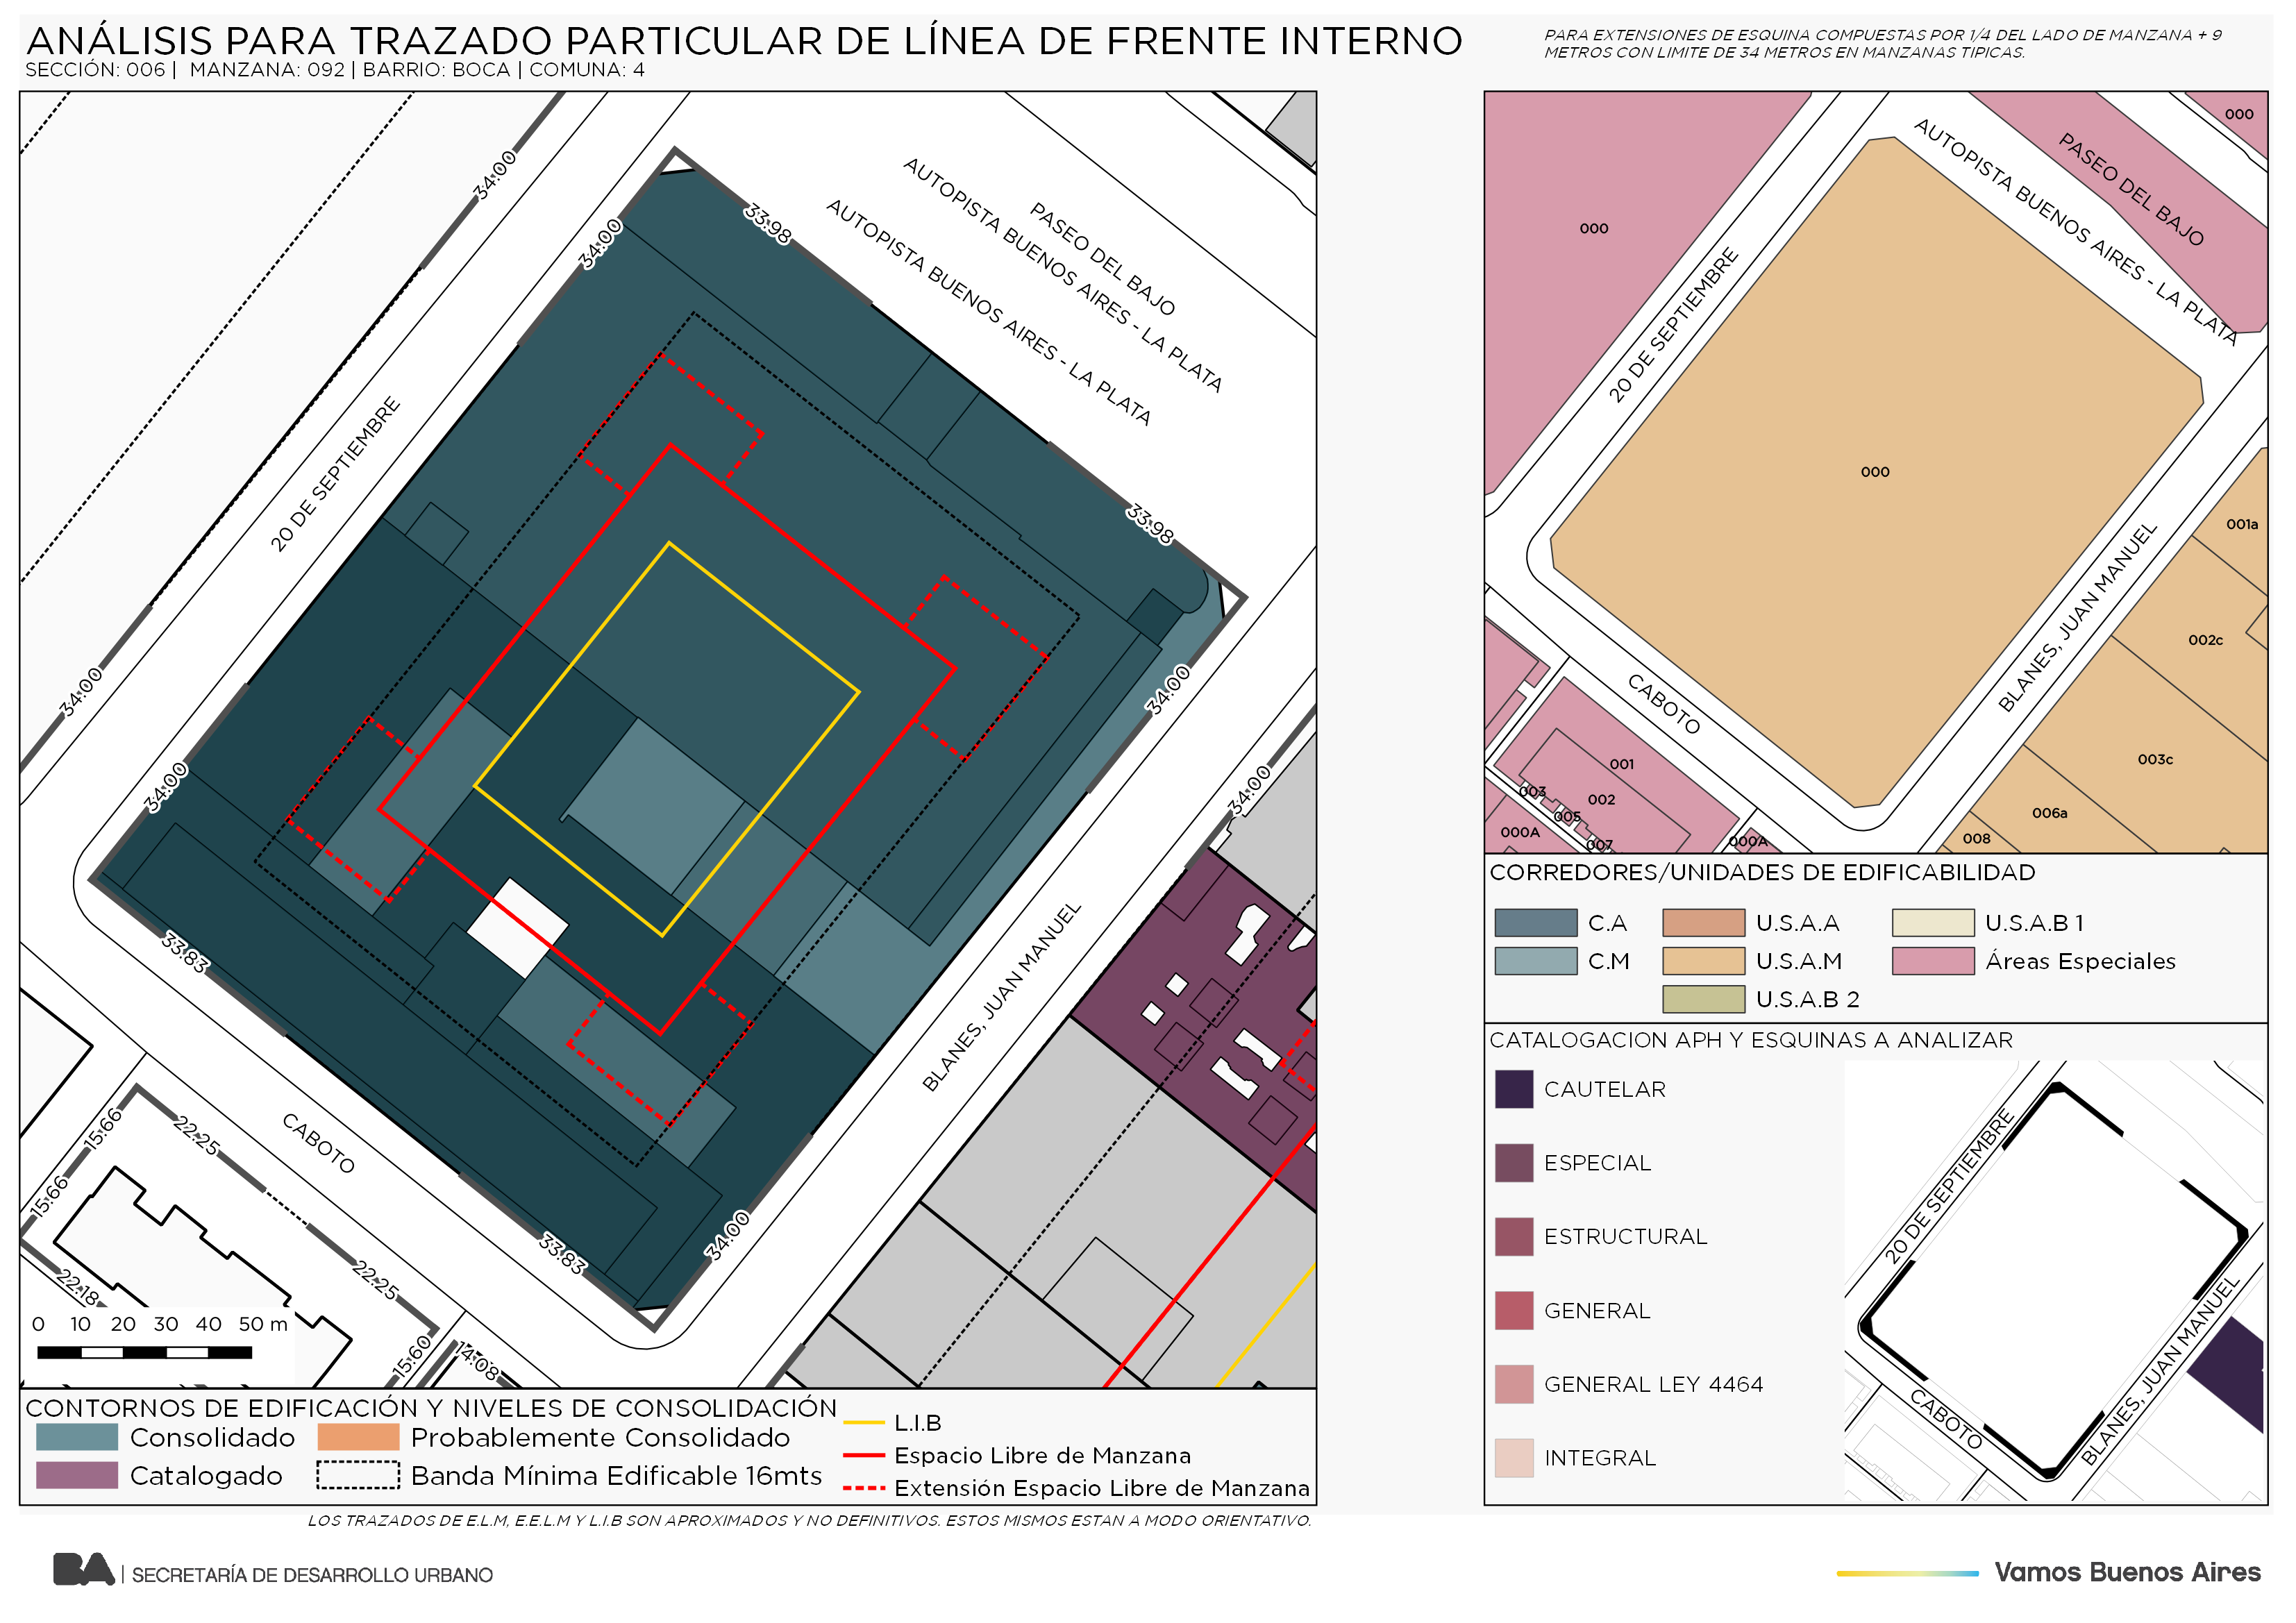 ANÁLISIS PARA TRAZADO PARTICULAR DE LÍNEA DE FRENTE INTERNO
SECCIÓN: 006 | MANZANA: 092 | BARRIO: BOCA | COMUNA: 4
PARA EXTENSIONES DE ESQUINA COMPUESTAS POR 1/4 DEL LADO DE MANZANA + 9
METROS CON LIMITE DE 34 METROS EN MANZANAS TIPICAS.
34:00
34:00
33.98
AUTOPISTA BUENOS AIRES - LA PLATA
PASEO DEL BAJO
AUTOPISTA BUENOS AIRES - LA PLATA
20 DE SEPTIEMBRE
33.98
34:00
34:00
34:00
34:00
33.83
BLANES, JUAN MANUEL
CABOTO
33.83
34:00
15.66
22.25
15.66
22.25
22.18
15.60
14.08
0 10 20 30 40 50 m
CONTORNOS DE EDIFICACIÓN Y NIVELES DE CONSOLIDACIÓN
Consolidado
Probablemente Consolidado
Catalogado
Banda Mínima Edificable 16mts
L.I.B
Espacio Libre de Manzana
Extensión Espacio Libre de Manzana
LOS TRAZADOS DE E.L.M, E.E.L.M Y L.I.B SON APROXIMADOS Y NO DEFINITIVOS. ESTOS MISMOS ESTAN A MODO ORIENTATIVO.
000
AUTOPISTA BUENOS AIRES - LA PLATA
PASEO DEL BAJO
000
20 DE SEPTIEMBRE
000
001a
002c
BLANES, JUAN MANUEL
CABOTO
003c
001
003
002
005
006a
000A
007
000A
008
CORREDORES/UNIDADES DE EDIFICABILIDAD
C.A
U.S.A.A
U.S.A.B 1
C.M
U.S.A.M
Áreas Especiales
U.S.A.B 2
CATALOGACION APH Y ESQUINAS A ANALIZAR
CAUTELAR
ESPECIAL
ESTRUCTURAL
GENERAL
GENERAL LEY 4464
INTEGRAL
20 DE SEPTIEMBRE
CABOTO
BLANES, JUAN MANUEL
BA | SECRETARÍA DE DESARROLLO URBANO
Vamos Buenos Aires